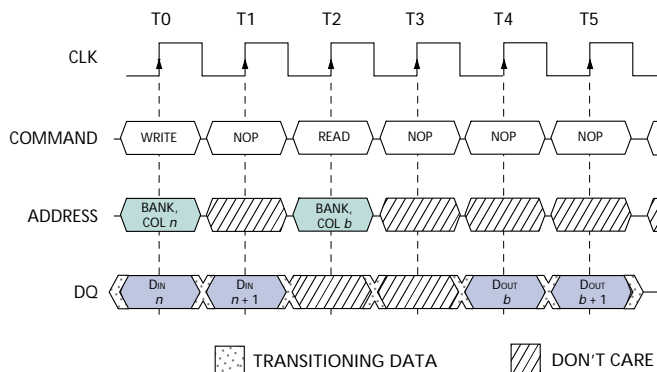 T0 T1 T2 T3 T4 T5
CLK
COMMAND WRITE NOP READ NOP NOP NOP
ADDRESS BANK, COL n BANK, COL b
DQ DIN n DIN n + 1 DOUT b DOUT b + 1
TRANSITIONING DATA DON'T CARE